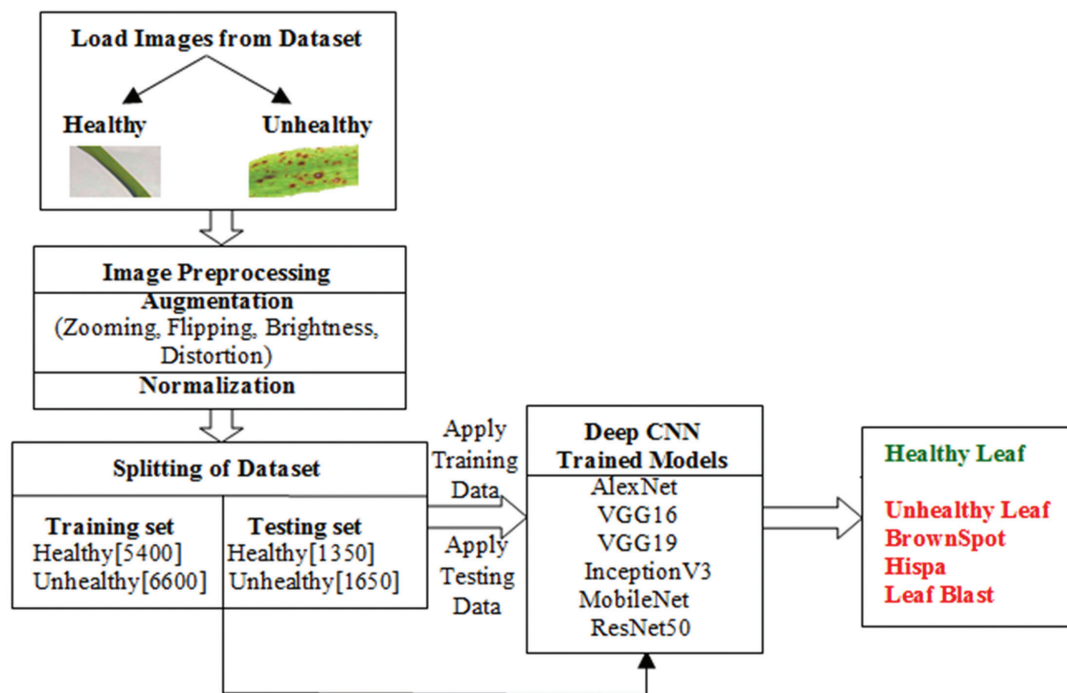 Load Images from Dataset
Healthy
Unhealthy
Image Preprocessing
Augmentation
(Zooming, Flipping, Brightness,
Distortion)
Normalization
Splitting of Dataset
Training set
Healthy[5400]
Unhealthy[6600]
Testing set
Healthy[1350]
Unhealthy[1650]
Apply
Training
Data
Apply
Testing
Data
Deep CNN
Trained Models
AlexNet
VGG16
VGG19
InceptionV3
MobileNet
ResNet50
Healthy Leaf
Unhealthy Leaf
BrownSpot
Hispa
Leaf Blast